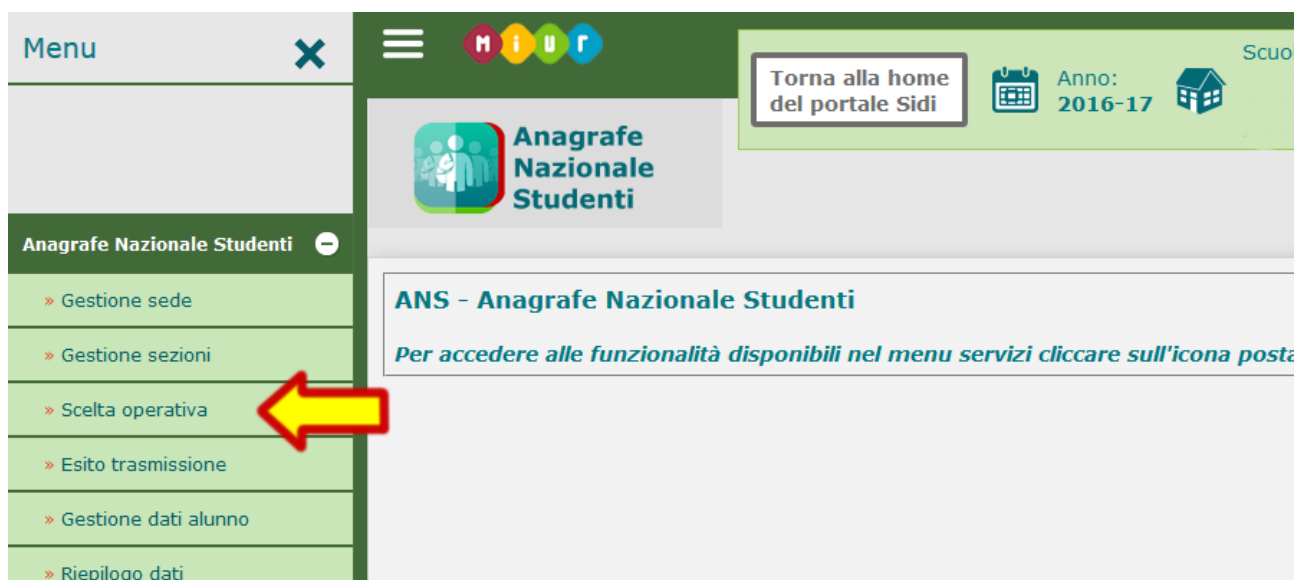 Menu
Anagrafe Nazionale Studenti
» Gestione sede
» Gestione sezioni
» Scelta operativa
» Esito trasmissione
» Gestione dati alunno
» Riepilogo dati
MiUr
Torna alla home
del portale Sidi
Anno:
2016-17
Anagrafe
Nazionale
Studenti
ANS - Anagrafe Nazionale Studenti
Per accedere alle funzionalità disponibili nel menu servizi cliccare sull'icona